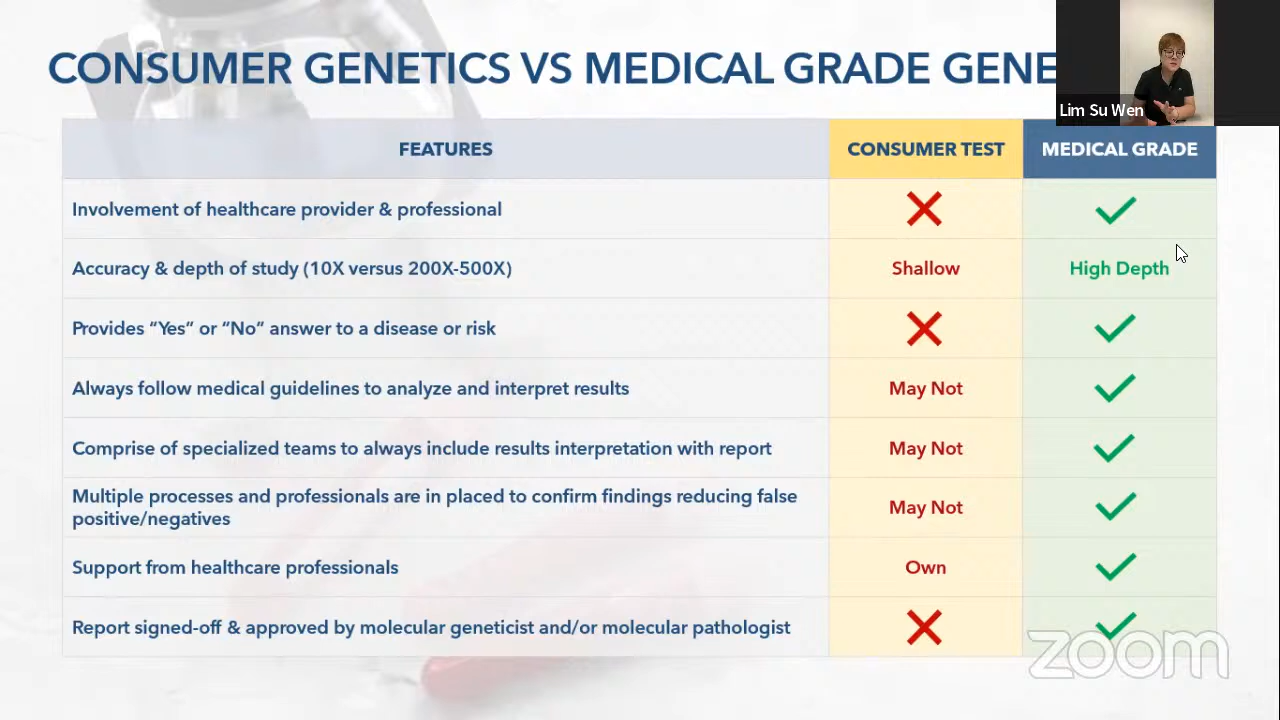 CONSUMER GENETICS VS MEDICAL GRADE GENE
Lim Su Wen
FEATURES
CONSUMER TEST
MEDICAL GRADE
Involvement of healthcare provider & professional
Accuracy & depth of study (10X versus 200X-500X)
Shallow
High Depth
Provides “Yes” or “No” answer to a disease or risk
Always follow medical guidelines to analyze and interpret results
May Not
Comprise of specialized teams to always include results interpretation with report
May Not
Multiple processes and professionals are in placed to confirm findings reducing false
positive/negatives
May Not
Support from healthcare professionals
Own
Report signed-off & approved by molecular geneticist and/or molecular pathologist
zoom